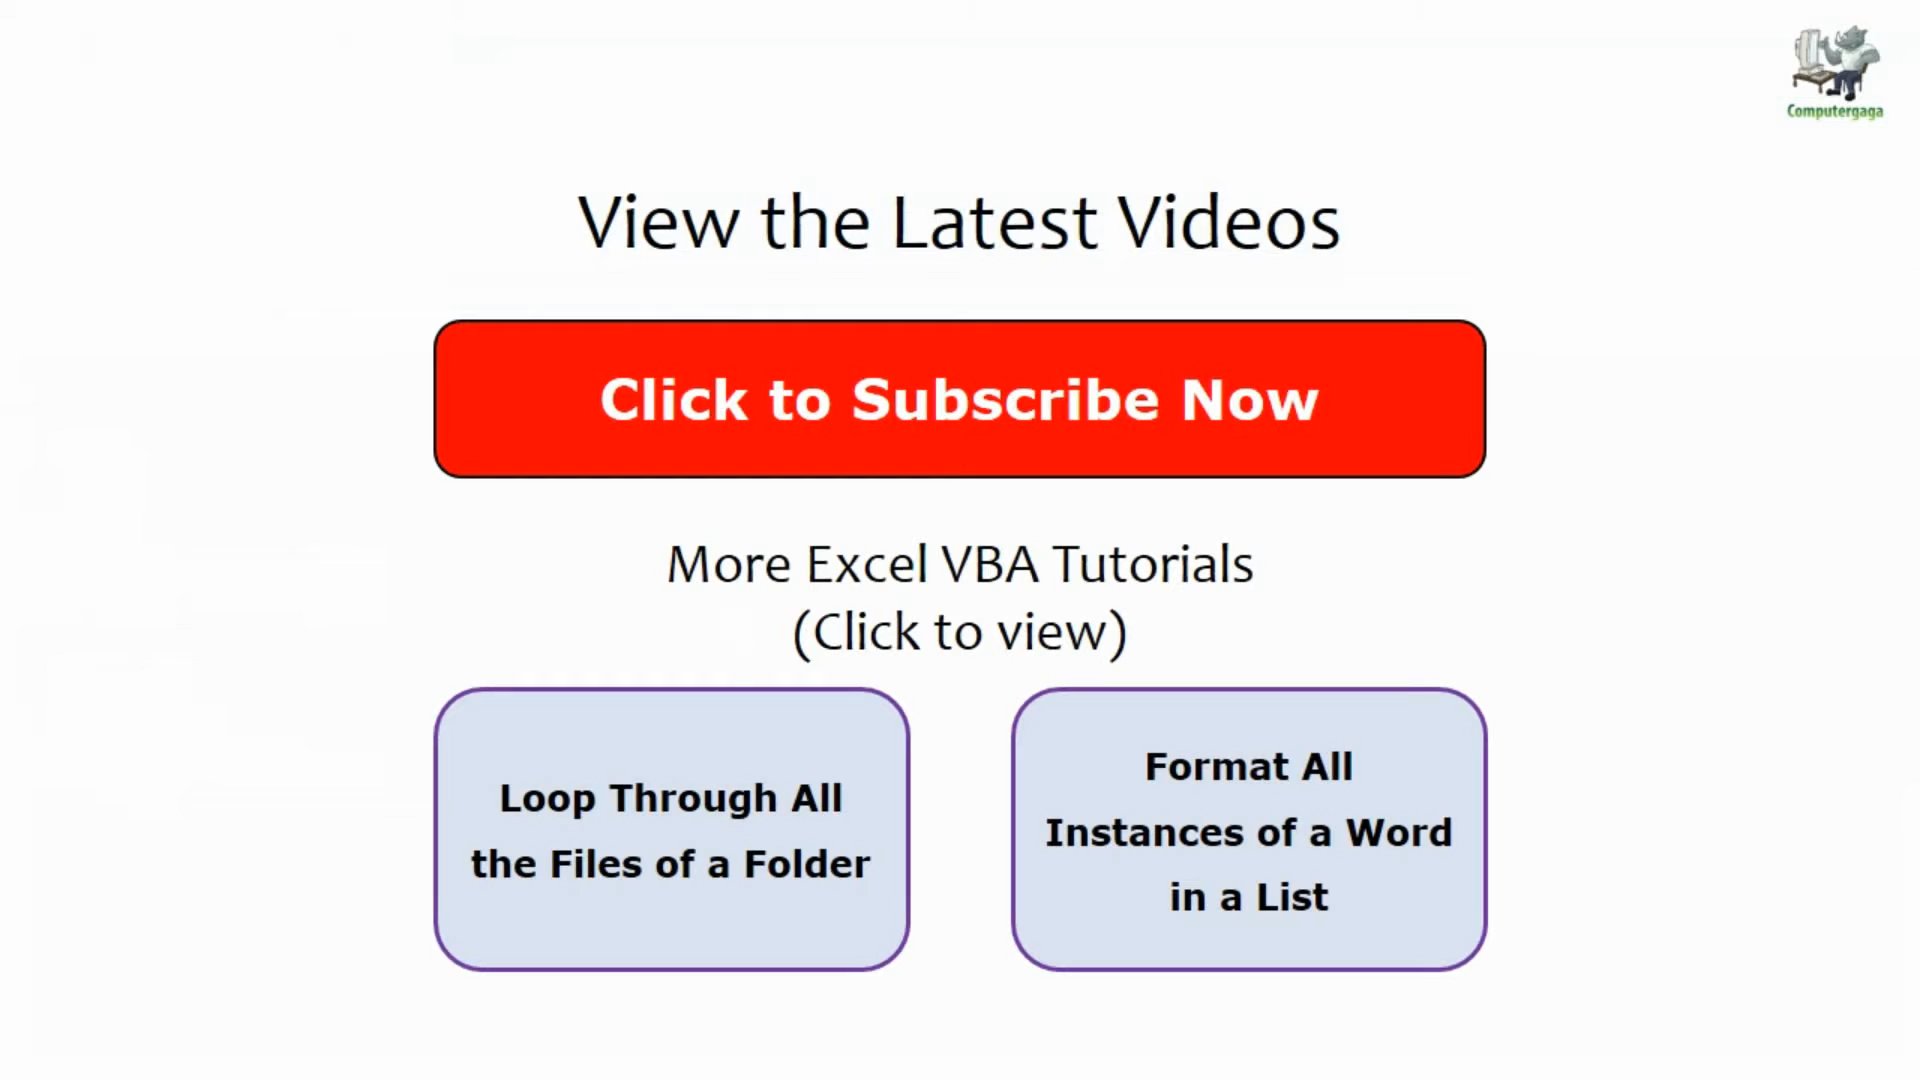 Computergaga
View the Latest Videos
Click to Subscribe Now
More Excel VBA Tutorials
(Click to view)
Loop Through All
the Files of a Folder
Format All
Instances of a Word
in a List